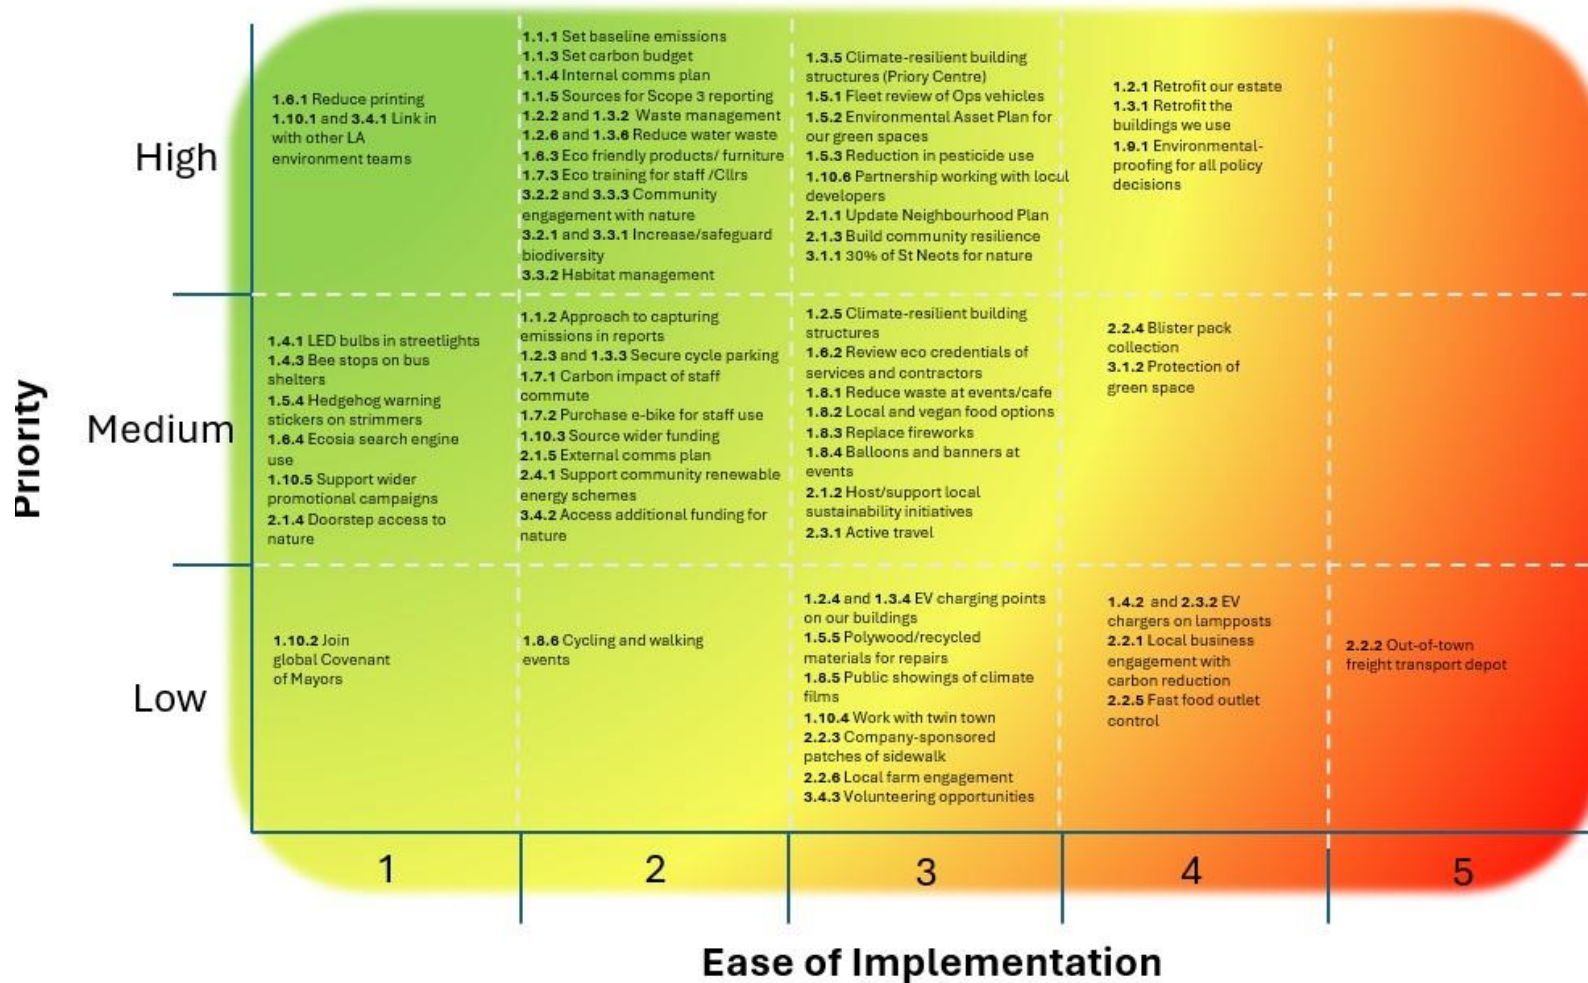 Priority
High
1.6.1 Reduce printing
1.10.1 and 3.4.1 Link in
with other LA
environment teams
1.1.1 Set baseline emissions
1.1.3 Set carbon budget
1.1.4 Internal comms plan
1.1.5 Sources for Scope 3 reporting
1.2.2 and 1.3.2 Waste management
1.2.6 and 1.3.6 Reduce water waste
1.6.3 Eco friendly products/ furniture
1.7.3 Eco training for staff /Cllrs
3.2.2 and 3.3.3 Community
engagement with nature
3.2.1 and 3.3.1 Increase/safeguard
biodiversity
3.3.2 Habitat management
1.3.5 Climate-resilient building
structures (Priory Centre)
1.5.1 Fleet review of Ops vehicles
1.5.2 Environmental Asset Plan for
our green spaces
1.5.3 Reduction in pesticide use
1.10.6 Partnership working with local
developers
2.1.1 Update Neighbourhood Plan
2.1.3 Build community resilience
3.1.1 30% of St Neots for nature
1.2.1 Retrofit our estate
1.3.1 Retrofit the
buildings we use
1.9.1 Environmental-
proofing for all policy
decisions
Medium
1.4.1 LED bulbs in streetlights
1.4.3 Bee stops on bus
shelters
1.5.4 Hedgehog warning
stickers on strimmers
1.6.4 Ecosia search engine
use
1.10.5 Support wider
promotional campaigns
2.1.4 Doorstep access to
nature
1.1.2 Approach to capturing
emissions in reports
1.2.3 and 1.3.3 Secure cycle parking
1.7.1 Carbon impact of staff
commute
1.7.2 Purchase e-bike for staff use
1.10.3 Source wider funding
2.1.5 External comms plan
2.4.1 Support community renewable
energy schemes
3.4.2 Access additional funding for
nature
1.2.5 Climate-resilient building
structures
1.6.2 Review eco credentials of
services and contractors
1.8.1 Reduce waste at events/cafe
1.8.2 Local and vegan food options
1.8.3 Replace fireworks
1.8.4 Balloons and banners at
events
2.1.2 Host/support local
sustainability initiatives
2.3.1 Active travel
2.2.4 Blister pack
collection
3.1.2 Protection of
green space
Low
1.10.2 Join
global Covenant
of Mayors
1.8.6 Cycling and walking
events
1.2.4 and 1.3.4 EV charging points
on our buildings
1.5.5 Polywood/recycled
materials for repairs
1.8.5 Public showings of climate
films
1.10.4 Work with twin town
2.2.3 Company-sponsored
patches of sidewalk
2.2.6 Local farm engagement
3.4.3 Volunteering opportunities
1.4.2 and 2.3.2 EV
chargers on lampposts
2.2.1 Local business
engagement with
carbon reduction
2.2.5 Fast food outlet
control
2.2.2 Out-of-town
freight transport depot
1
2
3
4
5
Ease of Implementation